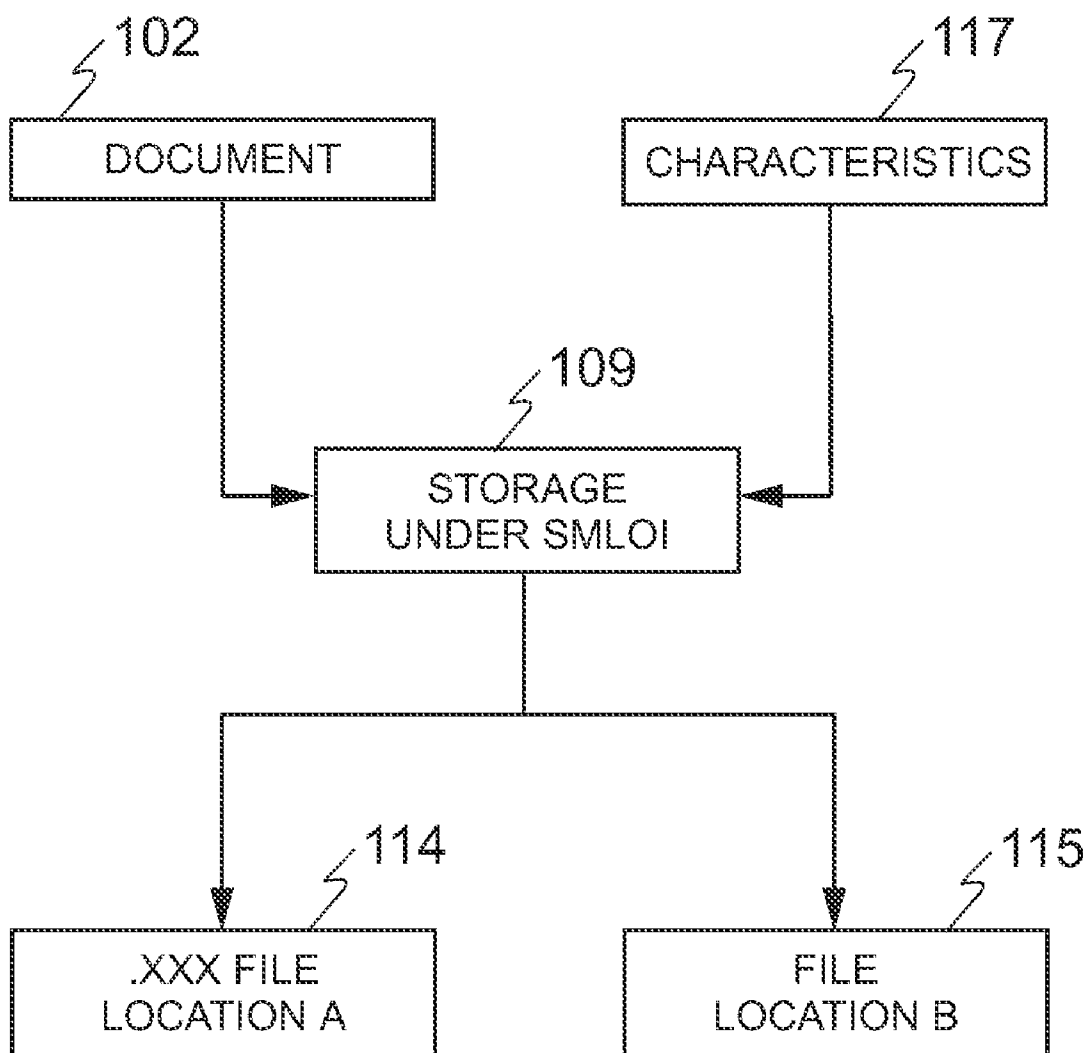 102
117
DOCUMENT
CHARACTERISTICS
109
STORAGE
UNDER SMLOI
114
115
.XXX FILE
LOCATION A
FILE
LOCATION B